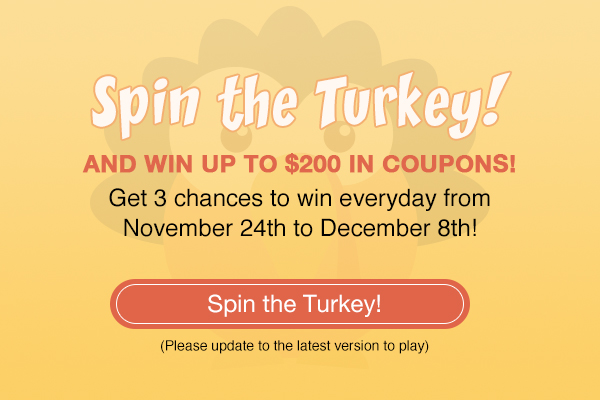 Spin the Turkey!
AND WIN UP TO $200 IN COUPONS!
Get 3 chances to win everyday from
November 24th to December 8th!
Spin the Turkey!
(Please update to the latest version to play)